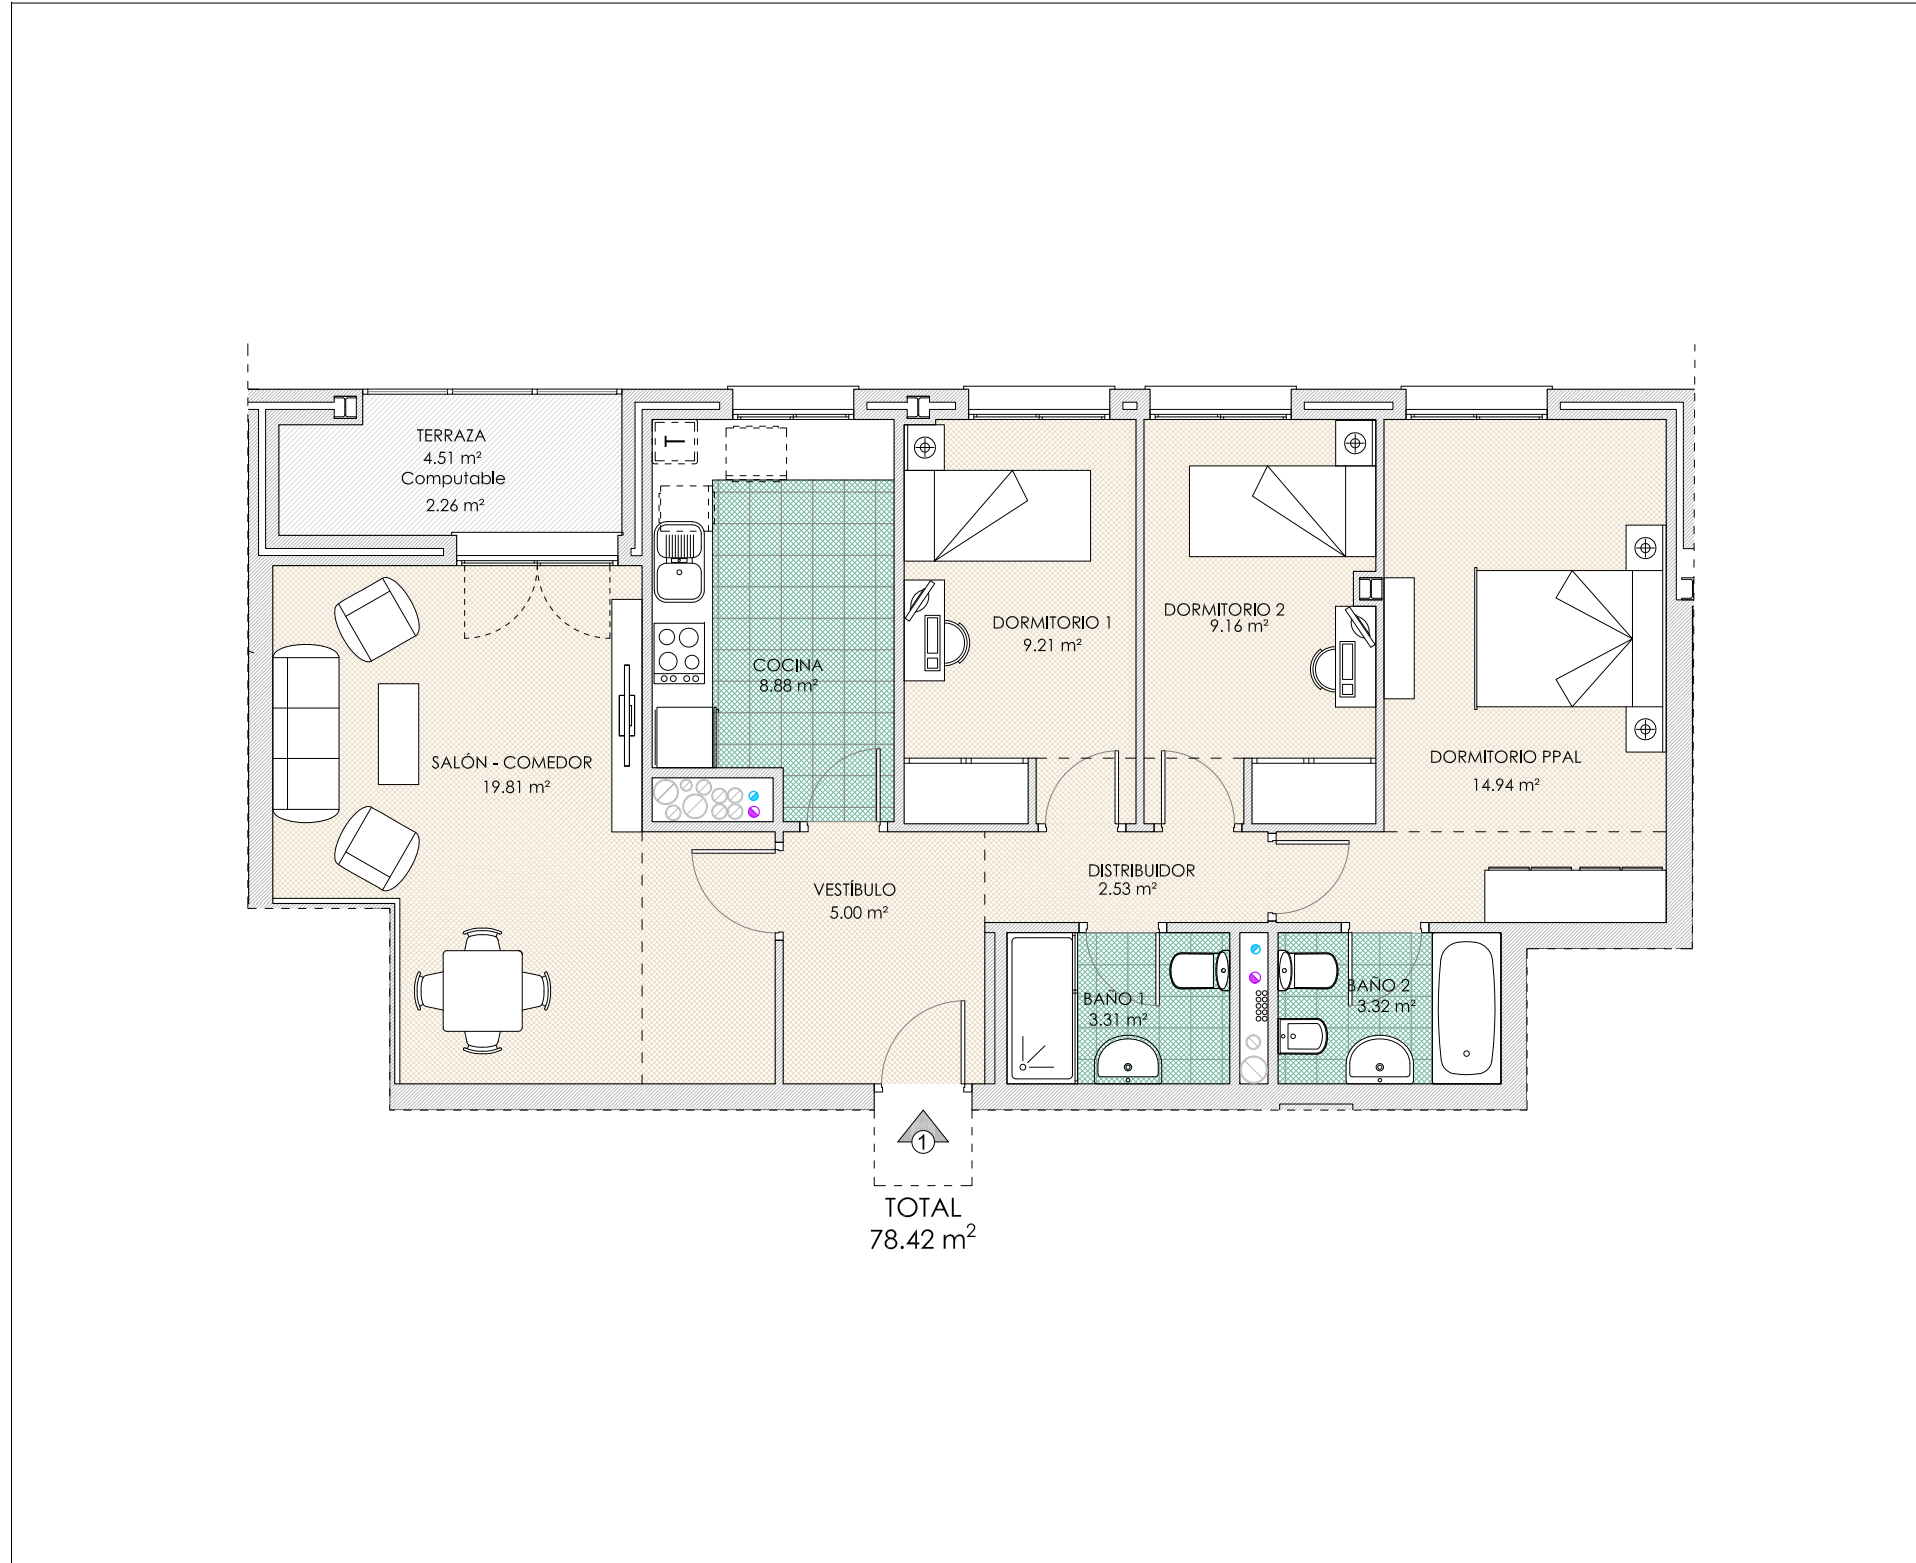 TERRAZA
4.51 m²
Computable
2.26 m²
T
COCINA
8.88 m²
DORMITORIO 1
9.21 m²
DORMITORIO 2
9.16 m²
DORMITORIO PPAL
14.94 m²
SALÓN - COMEDOR
19.81 m²
VESTÍBULO
5.00 m²
DISTRIBUIDOR
2.53 m²
BAÑO 1
3.31 m²
BAÑO 2
3.32 m²
1
TOTAL
78.42 m²